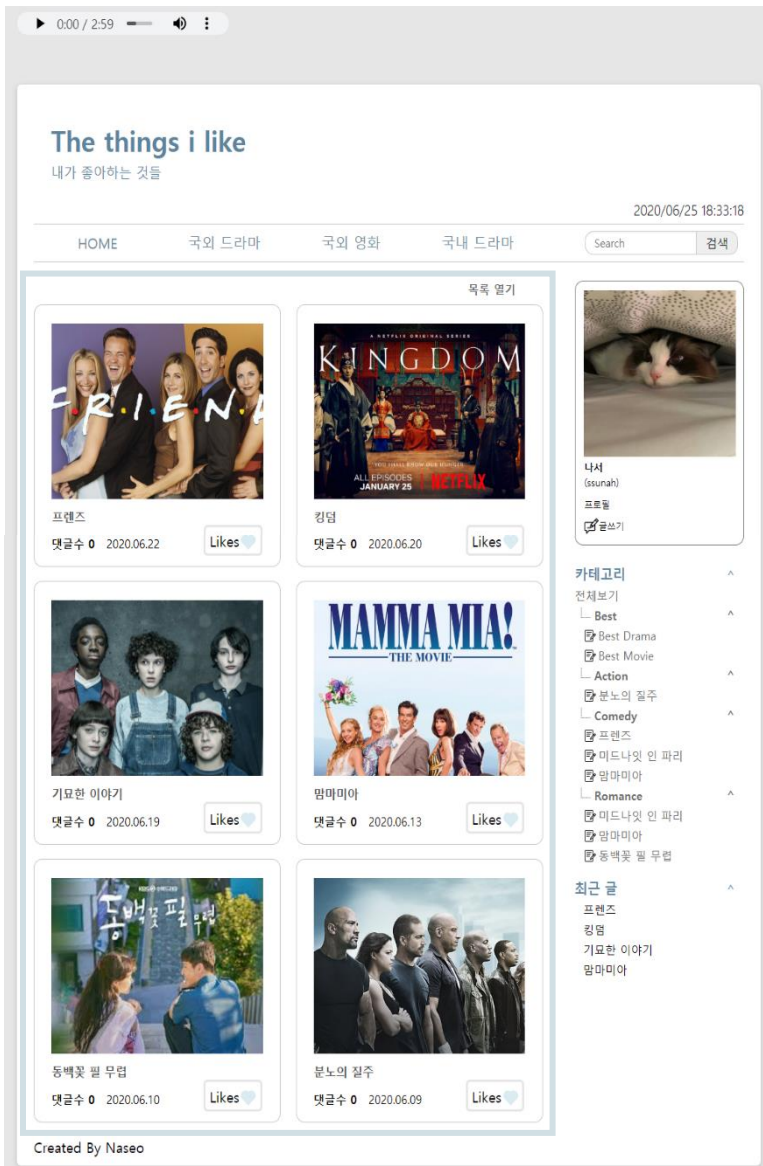 0:00 / 2:59
The things i like
내가 좋아하는 것들
2020/06/25 18:33:18
HOME 국외 드라마 국외 영화 국내 드라마 Search 검색
목록 열기
F·R·I·E·N·D
프렌즈
댓글수 0 2020.06.22 Likes
A NETFLIX ORIGINAL SERIES
KINGDOM
ALL EPISODES
JANUARY 25
NETFLIX
킹덤
댓글수 0 2020.06.20 Likes
기묘한 이야기
댓글수 0 2020.06.19 Likes
MAMMA MIA!
THE MOVIE
맘마미아
댓글수 0 2020.06.13 Likes
동백꽃 필 무렵
동백꽃 필 무렵
댓글수 0 2020.06.10 Likes
분노의 질주
댓글수 0 2020.06.09 Likes
나서
(ssunah)
프로필
글쓰기
카테고리 ^
전체보기
Best ^
Best Drama
Best Movie
Action ^
분노의 질주
Comedy ^
프렌즈
미드나잇 인 파리
맘마미아
Romance ^
미드나잇 인 파리
맘마미아
동백꽃 필 무렵
최근 글 ^
프렌즈
킹덤
기묘한 이야기
맘마미아
Created By Naseo